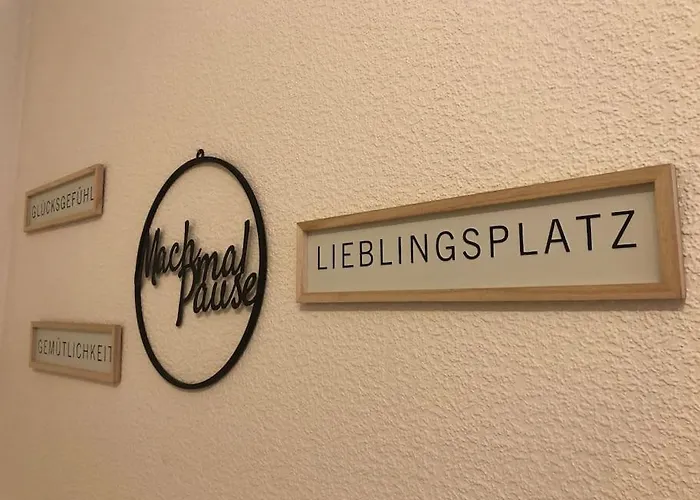 GLÜCKSGEFÜHL
GEMÜTLICHKEIT
Mach mal
Pause
LIEBLINGSPLATZ